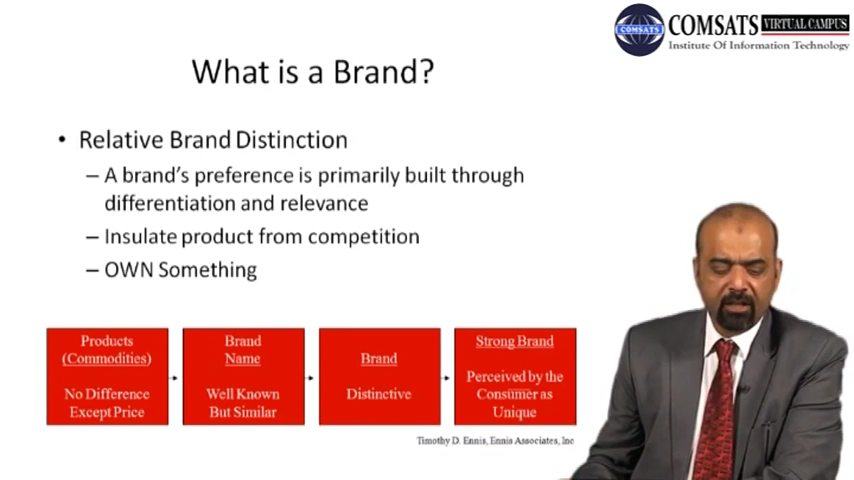 COMSATS VIRTUAL CAMPUS
COMSATS
Institute Of Information Technology
What is a Brand?
• Relative Brand Distinction
– A brand's preference is primarily built through
differentiation and relevance
– Insulate product from competition
– OWN Something
Products
(Commodities)
No Difference
Except Price
Brand
Name
Well Known
But Similar
Brand
Distinctive
Strong Brand
Perceived by the
Consumer as
Unique
Timothy D. Ennis, Ennis Associates, Inc